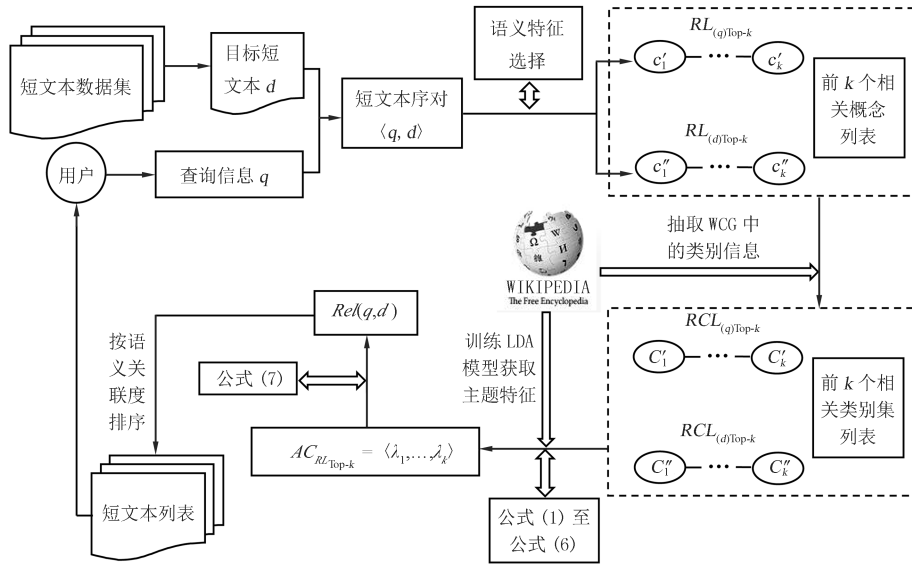 短文本数据集
目标短
文本 d
语义特征
选择
短文本序对
⟨q, d⟩
用户
查询信息 q
RL(q)Top-k
c′1 ··· c′k
RL(d)Top-k
c″1 ··· c″k
前 k 个相
关概念
列表
抽取 WCG 中
的类别信息
Ω W И 維 7
WIKIPEDIA
The Free Encyclopedia
训练 LDA
模型获取
主题特征
RCL(q)Top-k
C′1 ··· C′k
RCL(d)Top-k
C″1 ··· C″k
前 k 个相
关类别集
列表
Rel(q,d)
公式 (7)
按语
义关
联度
排序
ACRLTop-k = ⟨λ1,…,λk⟩
公式 (1) 至
公式 (6)
短文本列表